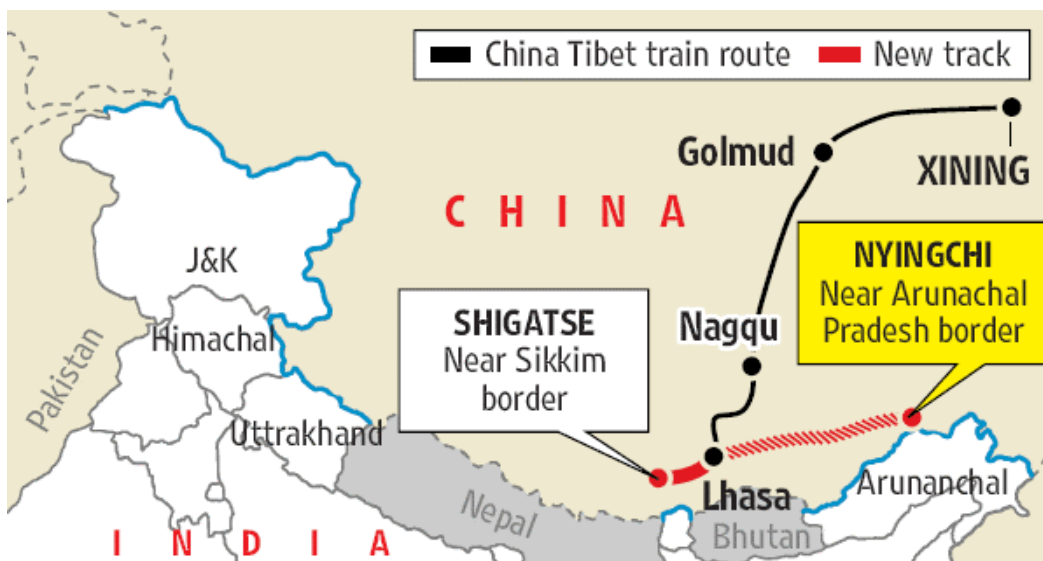 China Tibet train route
New track
Golmud
XINING
C H I N A
J&K
NYINGCHI
Near Arunachal
Pradesh border
SHIGATSE
Near Sikkim
border
Nagqu
Himachal
Pakistan
Uttrakhand
Lhasa
Arunanchal
Nepal
Bhutan
I N D I A